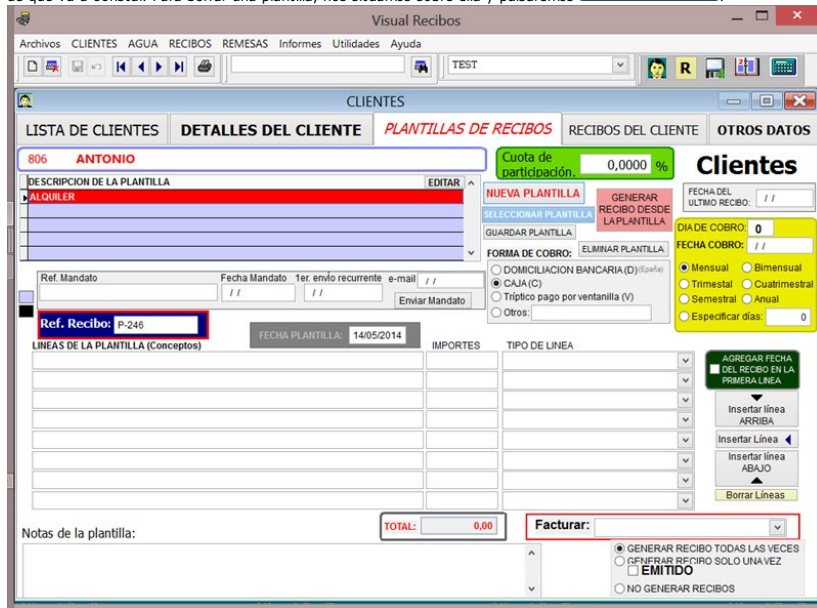 Visual Recibos
Archivos CLIENTES AGUA RECIBOS REMESAS Informes Utilidades Ayuda
TEST
R
CLIENTES
LISTA DE CLIENTES DETALLES DEL CLIENTE PLANTILLAS DE RECIBOS RECIBOS DEL CLIENTE OTROS DATOS
806 ANTONIO
Cuota de participación. 0,0000 %
Clientes
DESCRIPCION DE LA PLANTILLA EDITAR
ALQUILER
NUEVA PLANTILLA
SELECCIONAR PLANTILLA
GUARDAR PLANTILLA
GENERAR RECIBO DESDE LA PLANTILLA
ELIMINAR PLANTILLA
FECHA DEL ULTIMO RECIBO: / /
DIA DE COBRO: 0
FECHA COBRO: / /
Mensual Bimensual
Trimestal Cuatrimestral
Semestral Anual
Especificar días: 0
FORMA DE COBRO:
DOMICILIACION BANCARIA (D) (Epaña)
CAJA (C)
Tríptico pago por ventanilla (V)
Otros:
Ref. Mandato Fecha Mandato 1er. envío recurrente e-mail / /
/ / / / Enviar Mandato
Ref. Recibo: P-246
FECHA PLANTILLA: 14/05/2014
LINEAS DE LA PLANTILLA (Conceptos) IMPORTES TIPO DE LINEA
AGREGAR FECHA DEL RECIBO EN LA PRIMERA LINEA
Insertar línea ARRIBA
Insertar Línea
Insertar línea ABAJO
Borrar Líneas
TOTAL: 0,00
Facturar:
Notas de la plantilla:
GENERAR RECIBO TODAS LAS VECES
GENERAR RECIBO SOLO UNA VEZ
EMITIDO
NO GENERAR RECIBOS